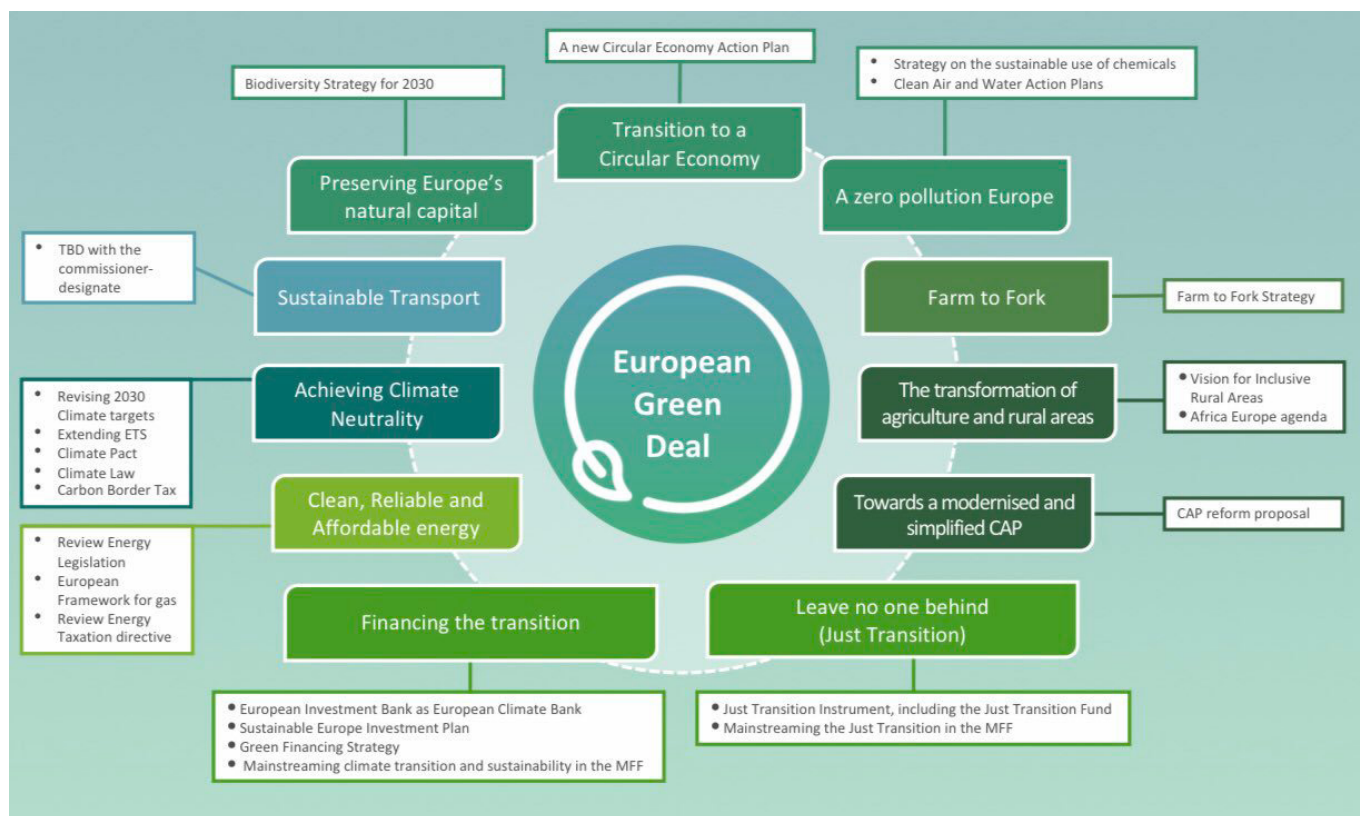 A new Circular Economy Action Plan
Biodiversity Strategy for 2030
• Strategy on the sustainable use of chemicals
• Clean Air and Water Action Plans
Transition to a
Circular Economy
Preserving Europe's
natural capital
A zero pollution Europe
• TBD with the
commissioner-
designate
Sustainable Transport
Farm to Fork
Farm to Fork Strategy
European
Green
Deal
• Revising 2030
Climate targets
• Extending ETS
• Climate Pact
• Climate Law
• Carbon Border Tax
Achieving Climate
Neutrality
The transformation of
agriculture and rural areas
• Vision for Inclusive
Rural Areas
• Africa Europe agenda
Clean, Reliable and
Affordable energy
Towards a modernised and
simplified CAP
CAP reform proposal
• Review Energy
Legislation
• European
Framework for gas
• Review Energy
Taxation directive
Financing the transition
Leave no one behind
(Just Transition)
• European Investment Bank as European Climate Bank
• Sustainable Europe Investment Plan
• Green Financing Strategy
• Mainstreaming climate transition and sustainability in the MFF
• Just Transition Instrument, including the Just Transition Fund
• Mainstreaming the Just Transition in the MFF